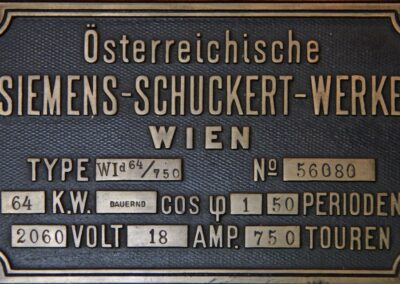 Österreichische
SIEMENS-SCHUCKERT-WERKE
WIEN
TYPE WId 64/750 No 56080
64 K.W. DAUERND cos φ 1 50 PERIODEN
2060 VOLT 18 AMP. 750 TOUREN